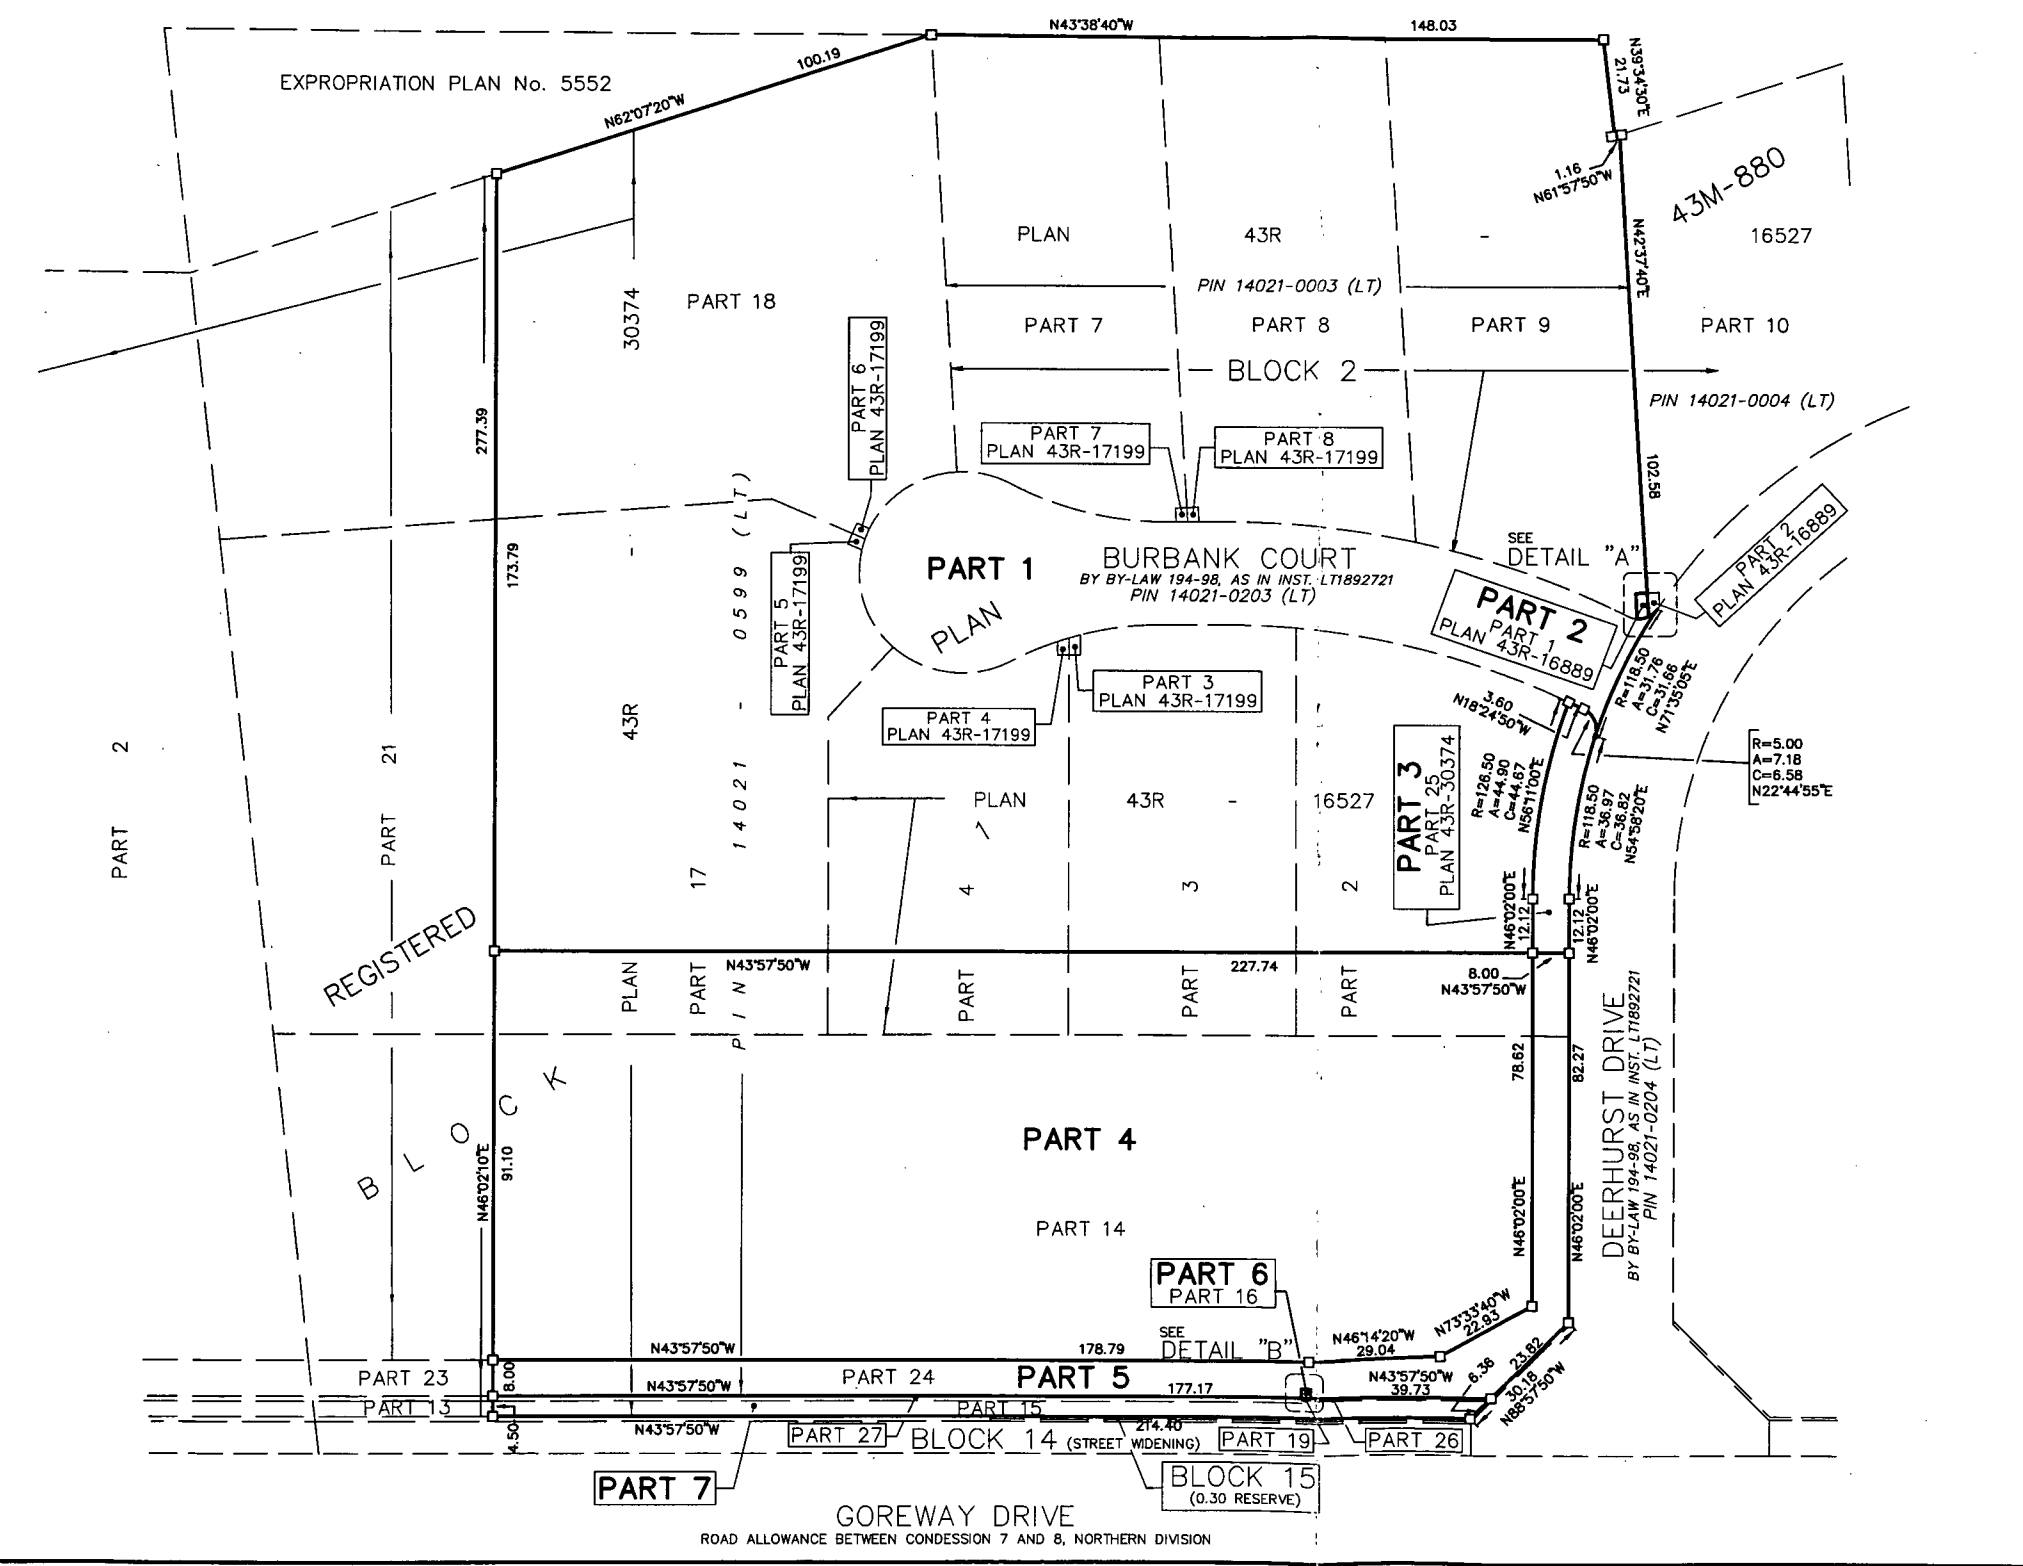 N43°38'40"W
148.03
N39°34'30"E
21.73
EXPROPRIATION PLAN No. 5552
N62°07'20"W
100.19
1.16
N61°57'50"W
43M-880
N42°37'40"E
102.58
PLAN 43R - 16527
PIN 14021-0003 (LT)
PART 18
PART 7
PART 8
PART 9
PART 10
BLOCK 2
PIN 14021-0004 (LT)
30374
277.39
173.79
PART 6
PLAN 43R-17199
PART 7
PLAN 43R-17199
PART 8
PLAN 43R-17199
PART 5
PLAN 43R-17199
PART 1
BURBANK COURT
BY BY-LAW 194-98, AS IN INST. LT1892721
PIN 14021-0203 (LT)
PLAN
SEE
DETAIL "A"
PART 2
PLAN 43R-16889
PART 2
PART 1
PLAN 43R-16889
PART 3
PLAN 43R-17199
PART 4
PLAN 43R-17199
R=118.50
A=31.76
C=31.66
N71°35'05"E
3.60
N18°24'50"W
R=5.00
A=7.18
C=6.58
N22°44'55"E
R=126.50
A=44.90
C=44.67
N56°11'00"E
R=118.50
A=36.97
C=36.82
N54°58'20"E
PART 3
PART 25
PLAN 43R-30374
PART 2
PART 21
43R
-
PIN 14021 - 0599 (LT)
PLAN 43R - 16527
1
PLAN
PART 17
PART 4
PART 3
PART 2
N46°02'00"E
12.12
12.12
N46°02'00"E
REGISTERED
N43°57'50"W
227.74
8.00
N43°57'50"W
78.62
82.27
BLOCK
N46°02'10"E
91.10
PART 4
PART 14
N46°02'00"E
N46°02'00"E
DEERHURST DRIVE
BY BY-LAW 194-98, AS IN INST. LT1892721
PIN 14021-0204 (LT)
PART 6
PART 16
N73°33'40"W
22.93
N46°14'20"W
29.04
SEE
DETAIL "B"
N43°57'50"W
178.79
PART 23
8.00
PART 24
PART 5
N43°57'50"W
39.73
6.36
23.82
30.18
N88°57'50"W
N43°57'50"W
177.17
PART 13
PART 15
N43°57'50"W
214.40
4.50
PART 27
BLOCK 14 (STREET WIDENING)
PART 19
PART 26
PART 7
BLOCK 15
(0.30 RESERVE)
GOREWAY DRIVE
ROAD ALLOWANCE BETWEEN CONDESSION 7 AND 8, NORTHERN DIVISION